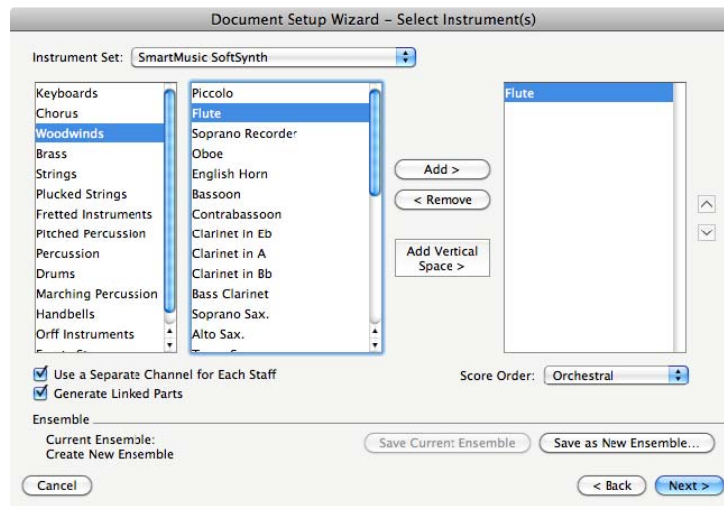 Document Setup Wizard – Select Instrument(s)
Instrument Set: SmartMusic SoftSynth
Keyboards
Chorus
Woodwinds
Brass
Strings
Plucked Strings
Fretted Instruments
Pitched Percussion
Percussion
Drums
Marching Percussion
Handbells
Orff Instruments
Piccolo
Flute
Soprano Recorder
Oboe
English Horn
Bassoon
Contrabassoon
Clarinet in Eb
Clarinet in A
Clarinet in Bb
Bass Clarinet
Soprano Sax.
Alto Sax.
Add >
< Remove
Add Vertical
Space >
Flute
Use a Separate Channel for Each Staff
Generate Linked Parts
Score Order: Orchestral
Ensemble
Current Ensemble:
Create New Ensemble
Save Current Ensemble
Save as New Ensemble...
Cancel
< Back
Next >